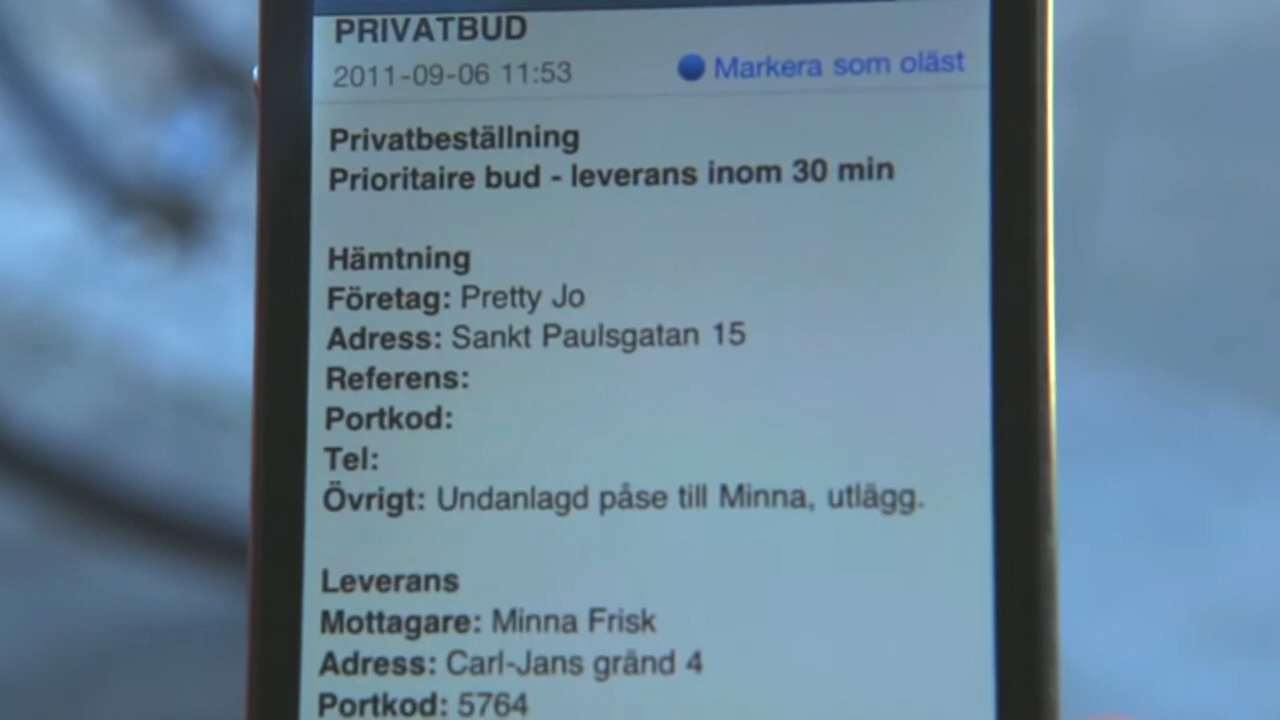 PRIVATBUD
2011-09-06 11:53 Markera som oläst
Privatbeställning
Prioritaire bud - leverans inom 30 min
Hämtning
Företag: Pretty Jo
Adress: Sankt Paulsgatan 15
Referens:
Portkod:
Tel:
Övrigt: Undanlagd påse till Minna, utlägg.
Leverans
Mottagare: Minna Frisk
Adress: Carl-Jans gränd 4
Portkod: 5764